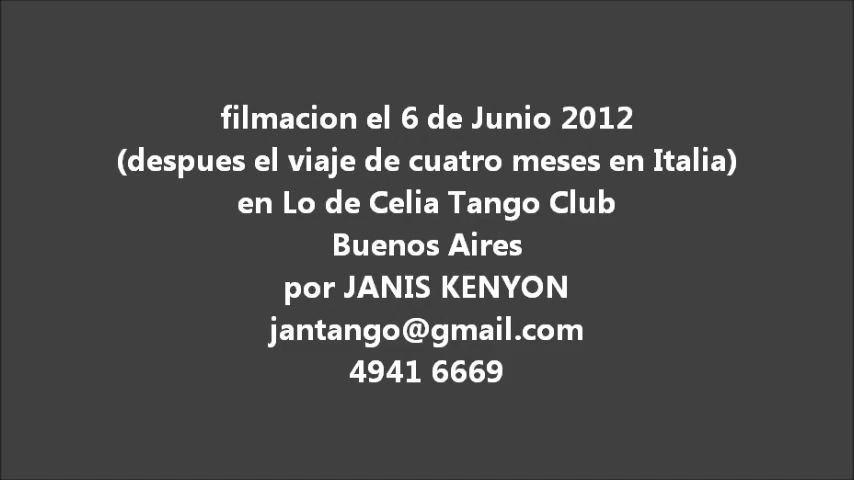 filmacion el 6 de Junio 2012
(despues el viaje de cuatro meses en Italia)
en Lo de Celia Tango Club
Buenos Aires
por JANIS KENYON
jantango@gmail.com
4941 6669